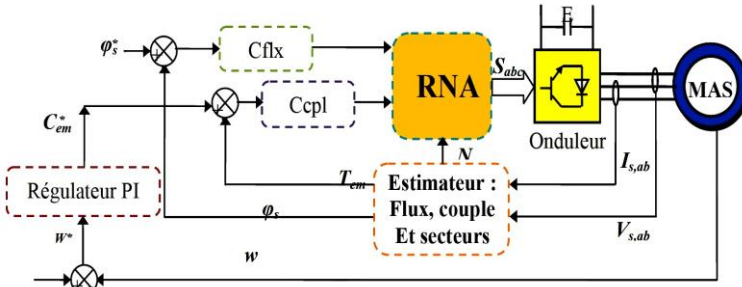 E
φs*
Cflx
RNA
Sabc
MAS
Ccpl
Onduleur
C*em
N
Is,ab
Régulateur PI
Tem
Estimateur :
Flux, couple
Et secteurs
φs
Vs,ab
W*
w